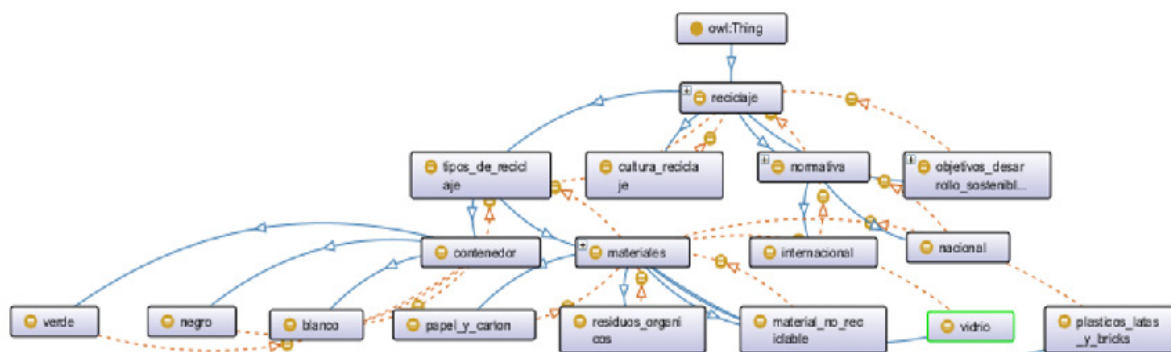 owl:Thing
reciclaje
tipos_de_recicl
aje
cultura_recicla
je
normativa
objetivos_desar
rrollo_sostenibl...
contenedor
materiales
internacional
nacional
verde
negro
blanco
papel_y_carton
residuos_organi
cos
material_no_rec
iclable
vidrio
plasticos_latas
_y_bricks